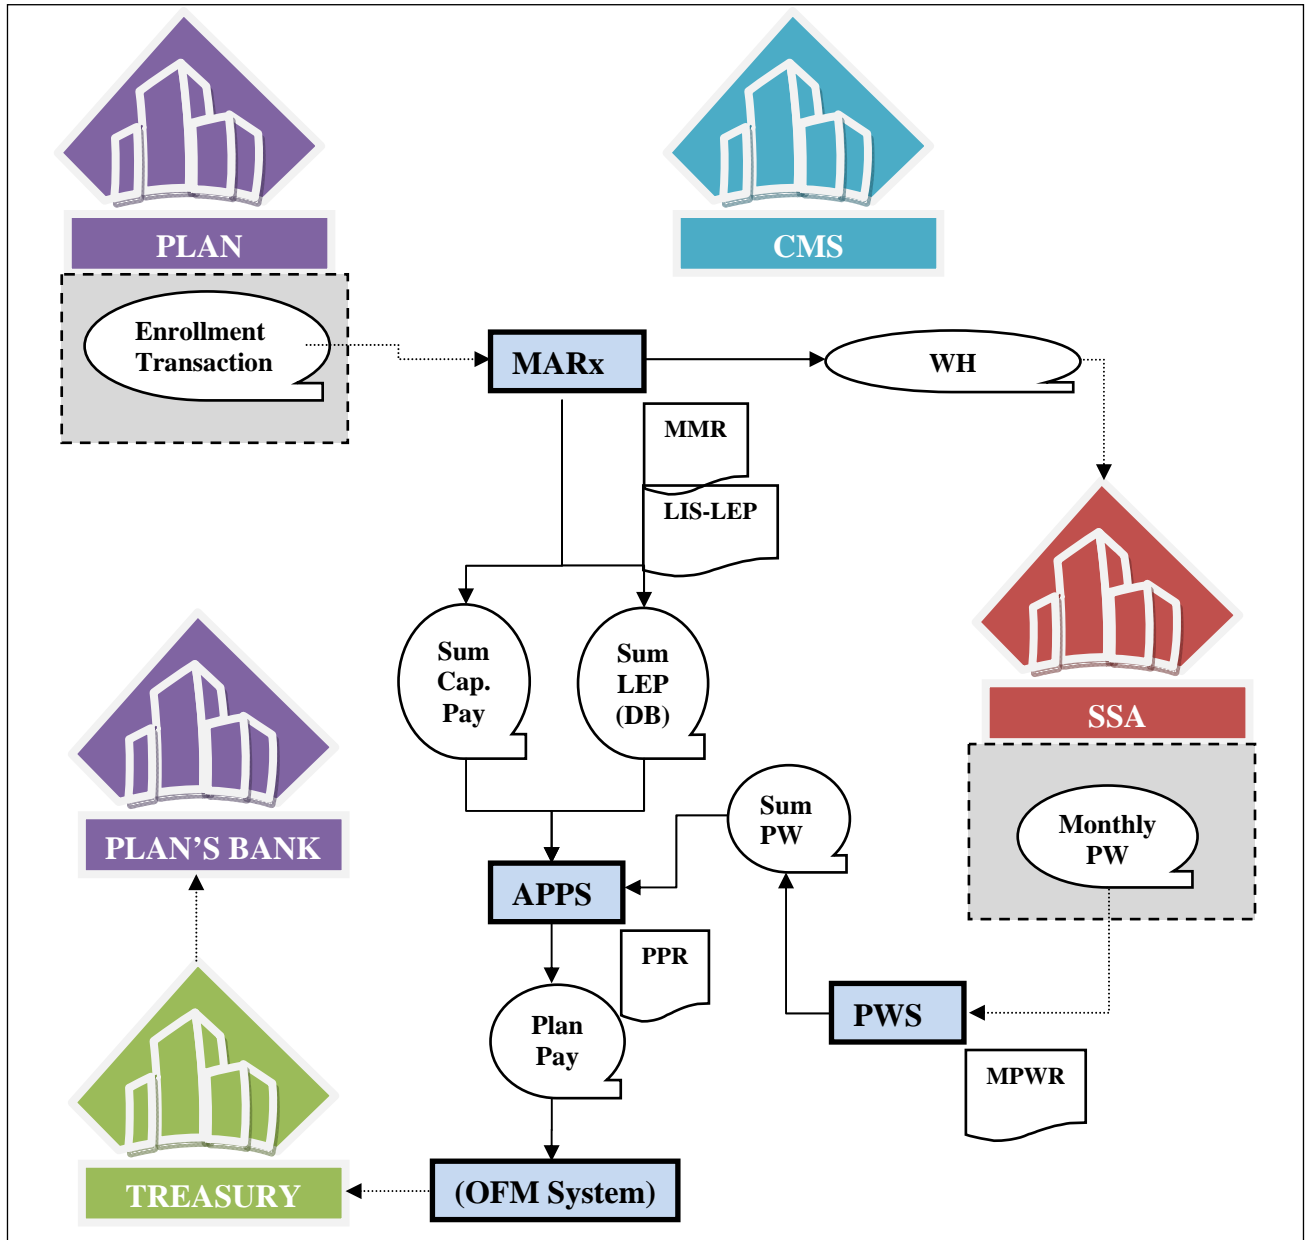 PLAN
CMS
Enrollment
Transaction
MARx
WH
MMR
LIS-LEP
Sum
Cap.
Pay
Sum
LEP
(DB)
SSA
Monthly
PW
PLAN’S BANK
Sum
PW
APPS
PPR
PWS
Plan
Pay
MPWR
TREASURY
(OFM System)